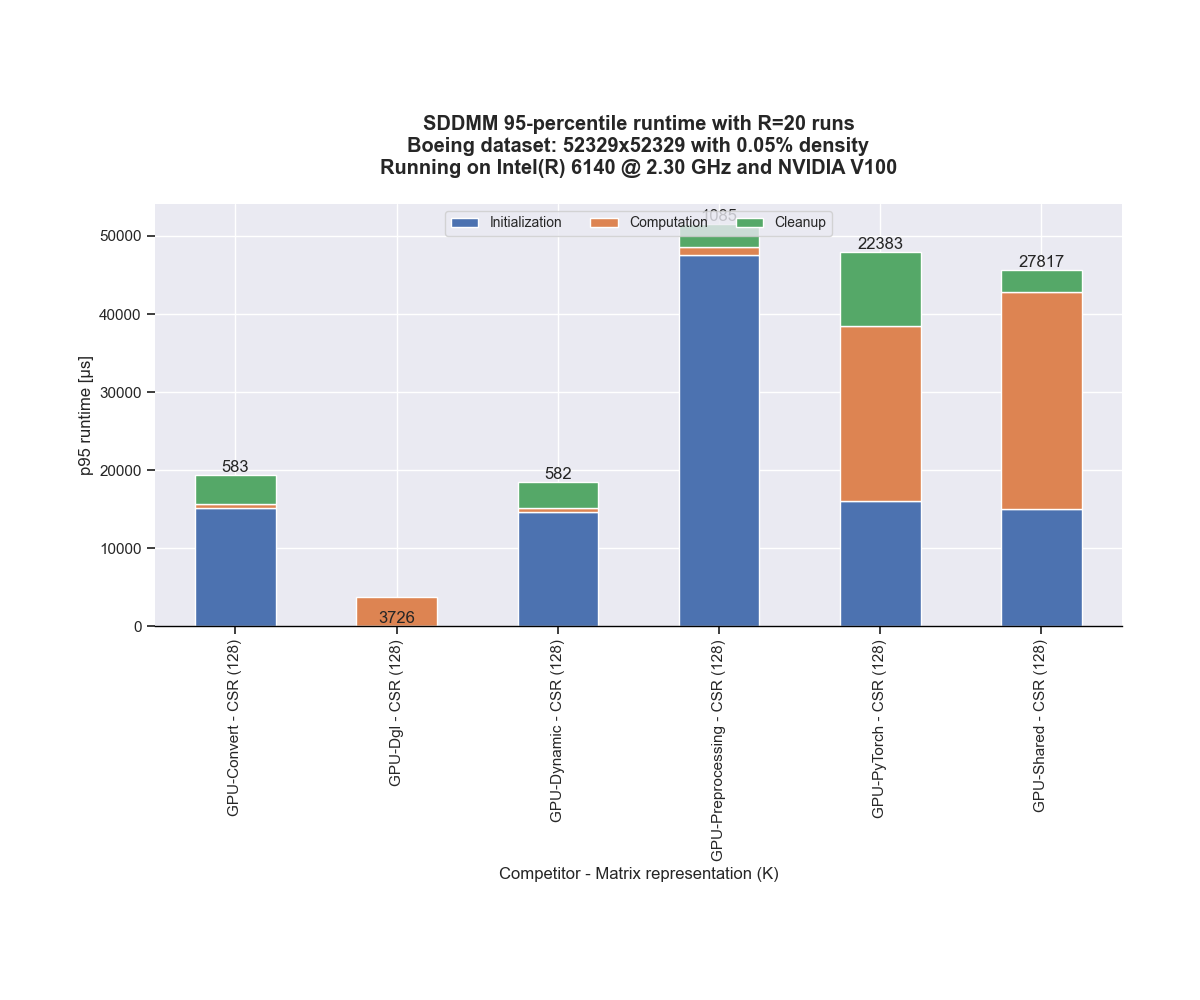 SDDMM 95-percentile runtime with R=20 runs
Boeing dataset: 52329x52329 with 0.05% density
Running on Intel(R) 6140 @ 2.30 GHz and NVIDIA V100
Initialization
Computation
Cleanup
p95 runtime [µs]
50000
40000
30000
20000
10000
0
583
3726
582
1085
22383
27817
GPU-Convert - CSR (128)
GPU-Dgl - CSR (128)
GPU-Dynamic - CSR (128)
GPU-Preprocessing - CSR (128)
GPU-PyTorch - CSR (128)
GPU-Shared - CSR (128)
Competitor - Matrix representation (K)